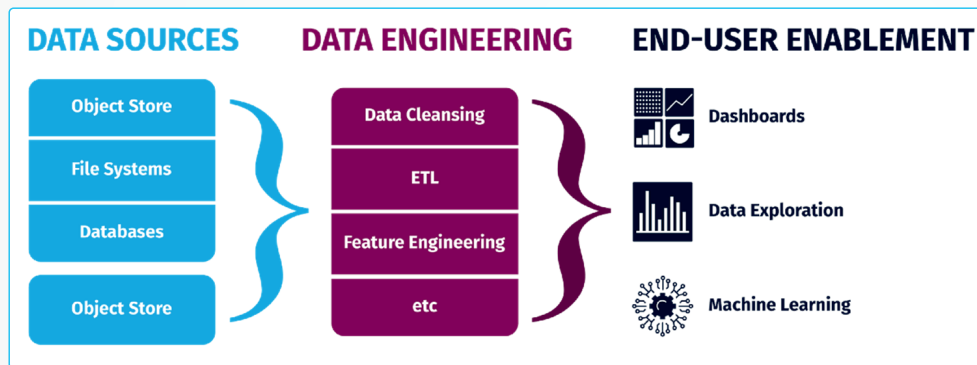 DATA SOURCES
Object Store
File Systems
Databases
Object Store
DATA ENGINEERING
Data Cleansing
ETL
Feature Engineering
etc
END-USER ENABLEMENT
Dashboards
Data Exploration
Machine Learning